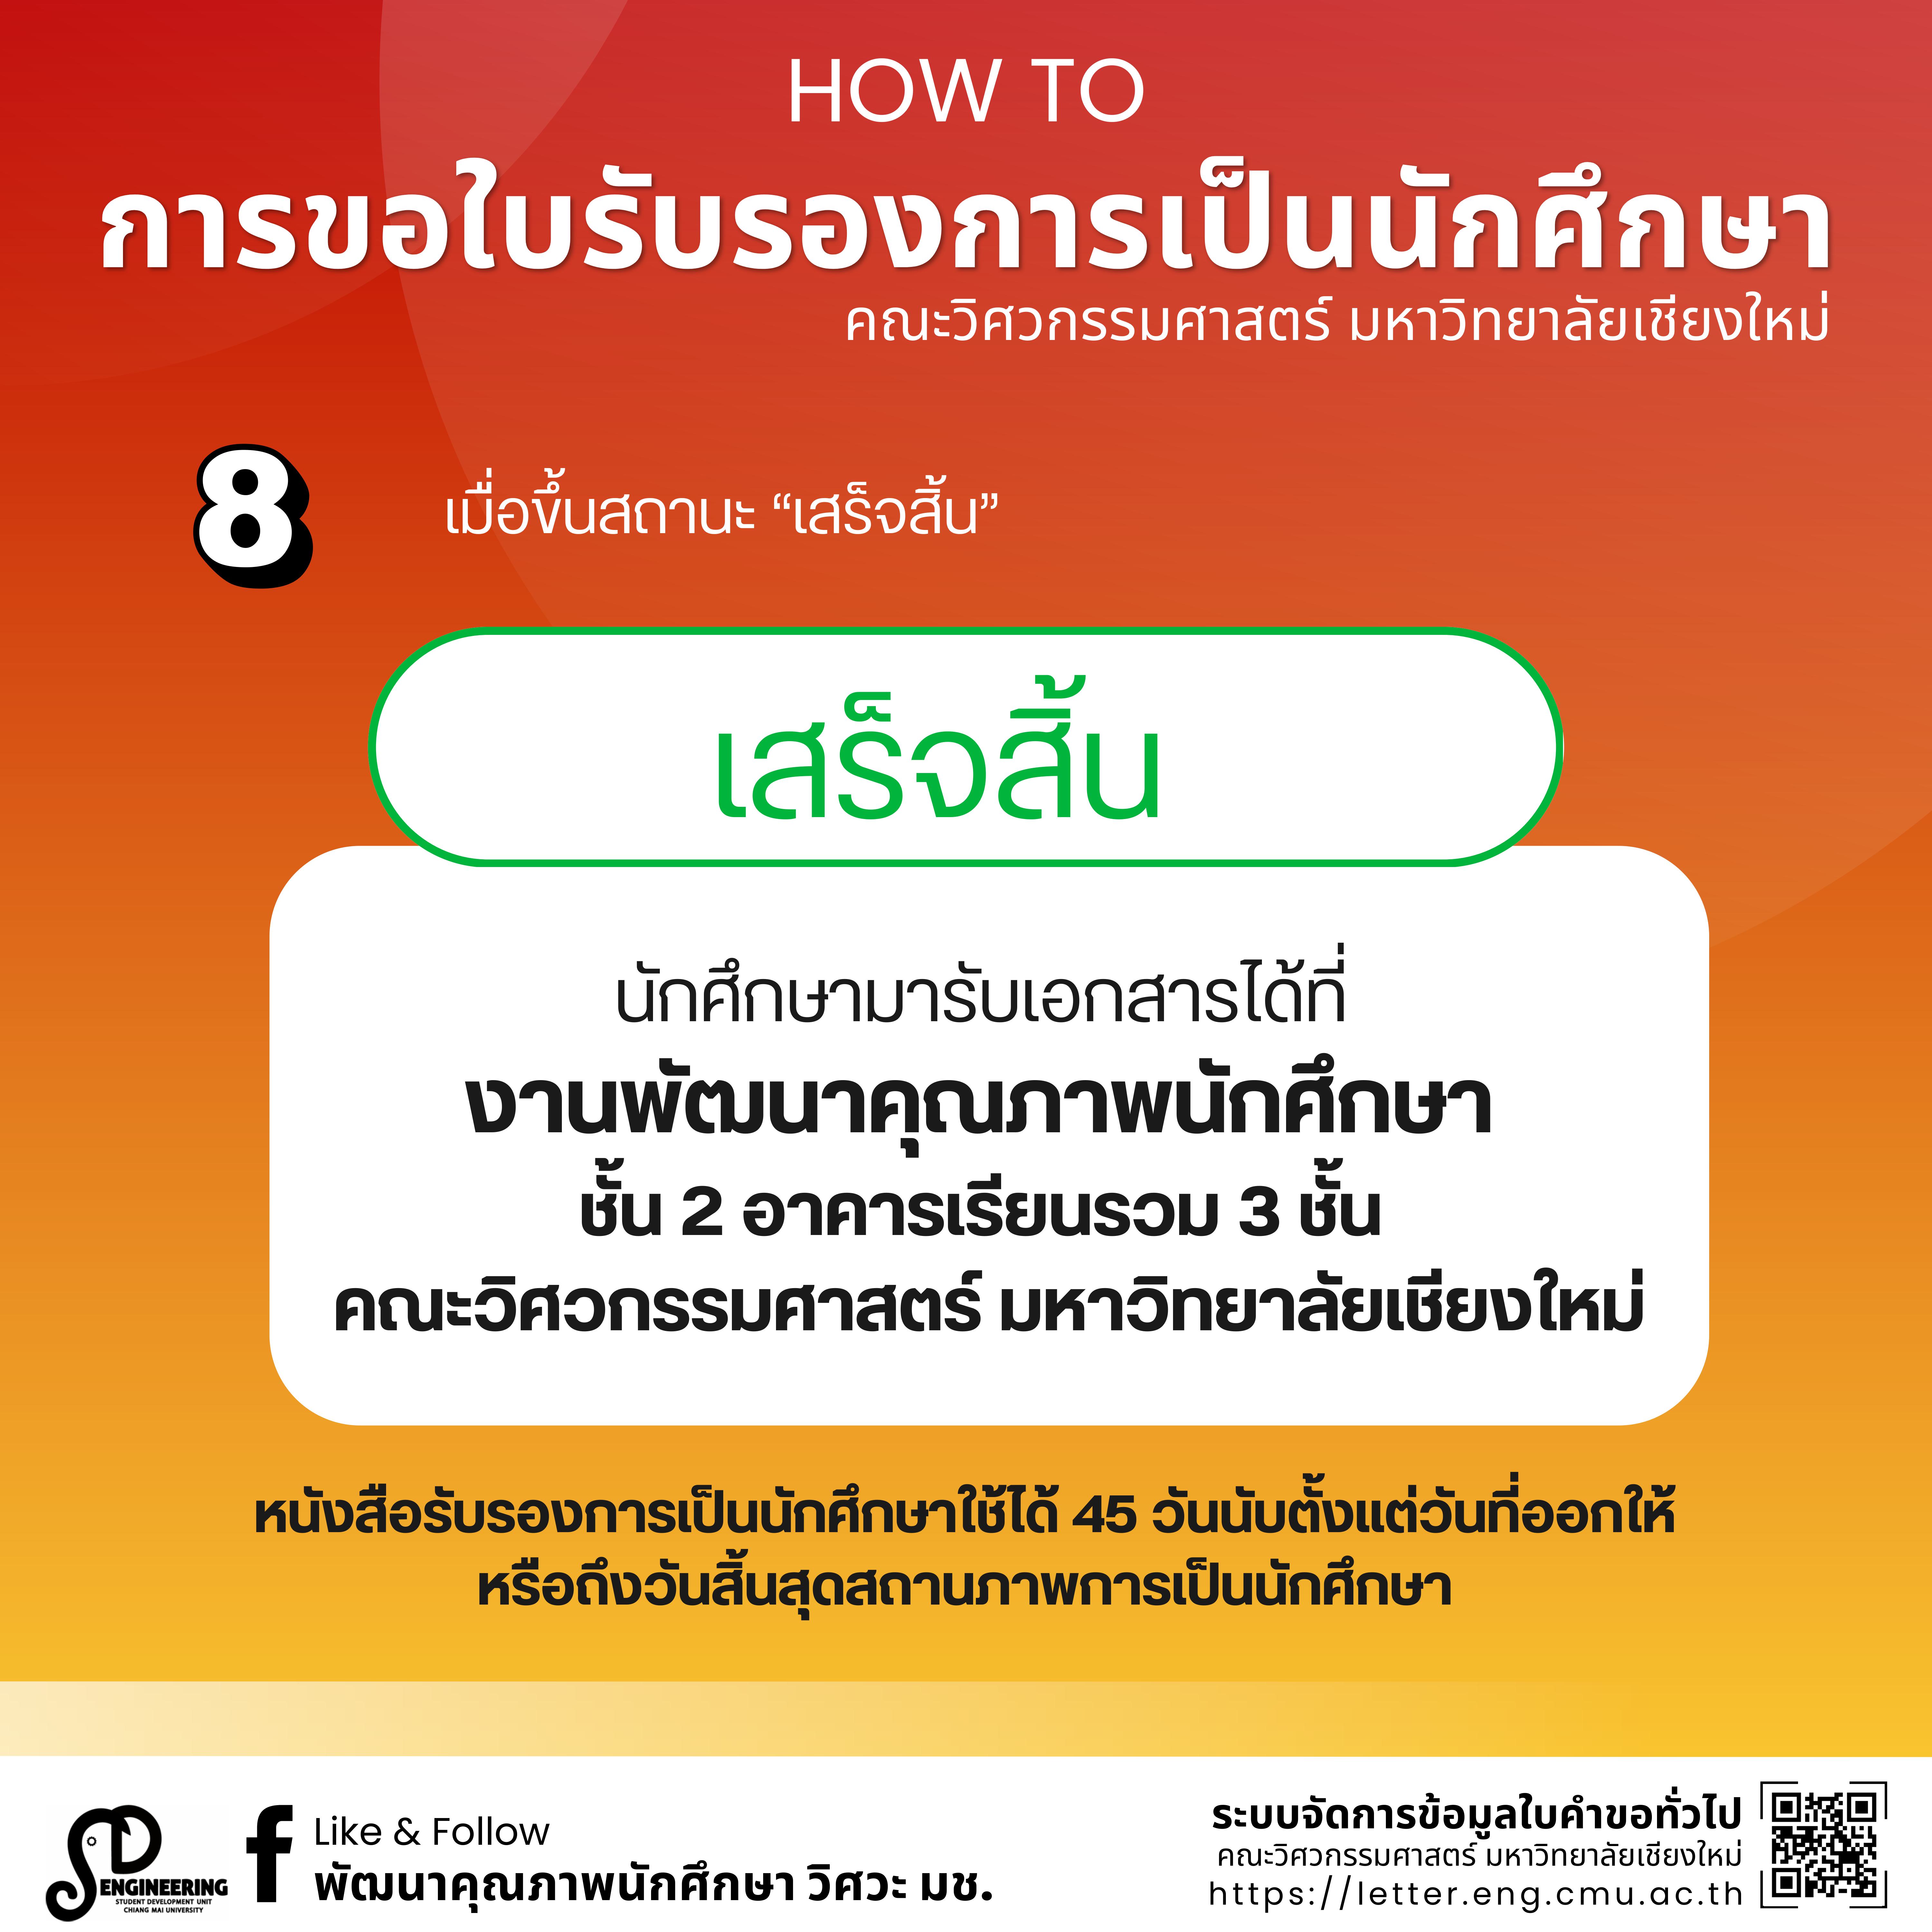 HOW TO
การขอใบรับรองการเป็นนักศึกษา
คณะวิศวกรรมศาสตร์ มหาวิทยาลัยเชียงใหม่
8
เมื่อขึ้นสถานะ “เสร็จสิ้น”
เสร็จสิ้น
นักศึกษามารับเอกสารได้ที่
งานพัฒนาคุณภาพนักศึกษา
ชั้น 2 อาคารเรียนรวม 3 ชั้น
คณะวิศวกรรมศาสตร์ มหาวิทยาลัยเชียงใหม่
หนังสือรับรองการเป็นนักศึกษาใช้ได้ 45 วันนับตั้งแต่วันที่ออกให้
หรือถึงวันสิ้นสุดสถานภาพการเป็นนักศึกษา
SD
ENGINEERING
STUDENT DEVELOPMENT UNIT
CHIANG MAI UNIVERSITY
f
Like & Follow
พัฒนาคุณภาพนักศึกษา วิศวะ มช.
ระบบจัดการข้อมูลใบคำขอทั่วไป
คณะวิศวกรรมศาสตร์ มหาวิทยาลัยเชียงใหม่
https://letter.eng.cmu.ac.th